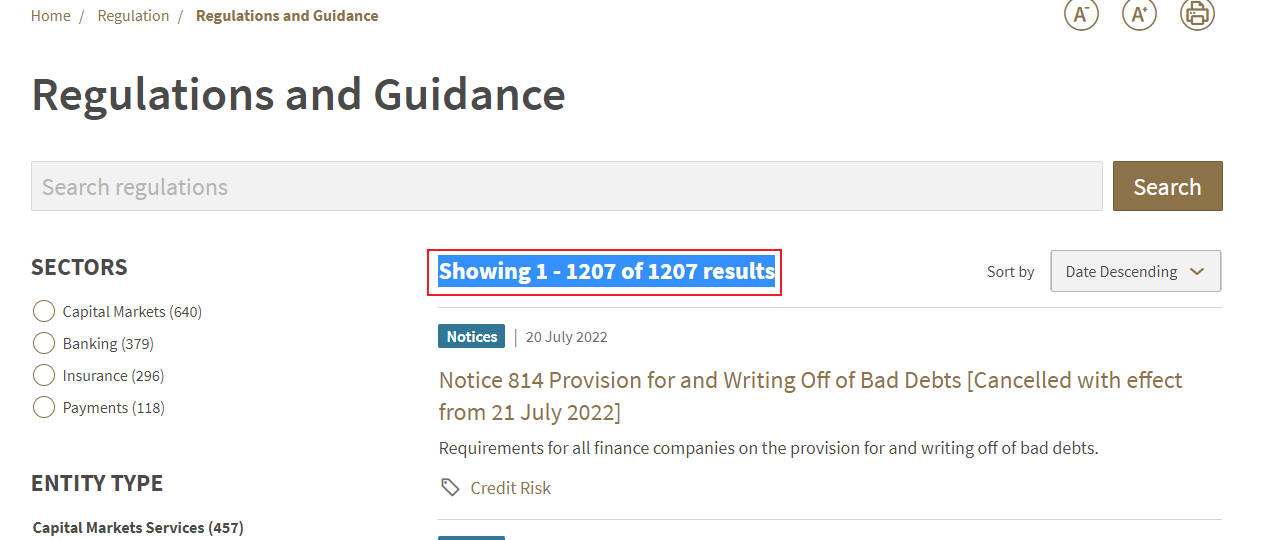 Home / Regulation / Regulations and Guidance
A- A+
Regulations and Guidance
Search regulations
Search
SECTORS
Capital Markets (640)
Banking (379)
Insurance (296)
Payments (118)
ENTITY TYPE
Capital Markets Services (457)
Showing 1 - 1207 of 1207 results
Sort by Date Descending
Notices | 20 July 2022
Notice 814 Provision for and Writing Off of Bad Debts [Cancelled with effect
from 21 July 2022]
Requirements for all finance companies on the provision for and writing off of bad debts.
Credit Risk